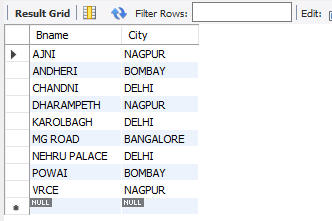 Result Grid Filter Rows: Edit:
Bname City
AJNI NAGPUR
ANDHERI BOMBAY
CHANDNI DELHI
DHARAMPETH NAGPUR
KAROLBAGH DELHI
MG ROAD BANGALORE
NEHRU PALACE DELHI
POWAI BOMBAY
VRCE NAGPUR
NULL NULL